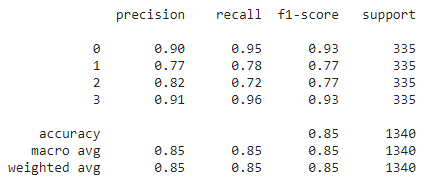 precision recall f1-score support
0 0.90 0.95 0.93 335
1 0.77 0.78 0.77 335
2 0.82 0.72 0.77 335
3 0.91 0.96 0.93 335
accuracy 0.85 1340
macro avg 0.85 0.85 0.85 1340
weighted avg 0.85 0.85 0.85 1340